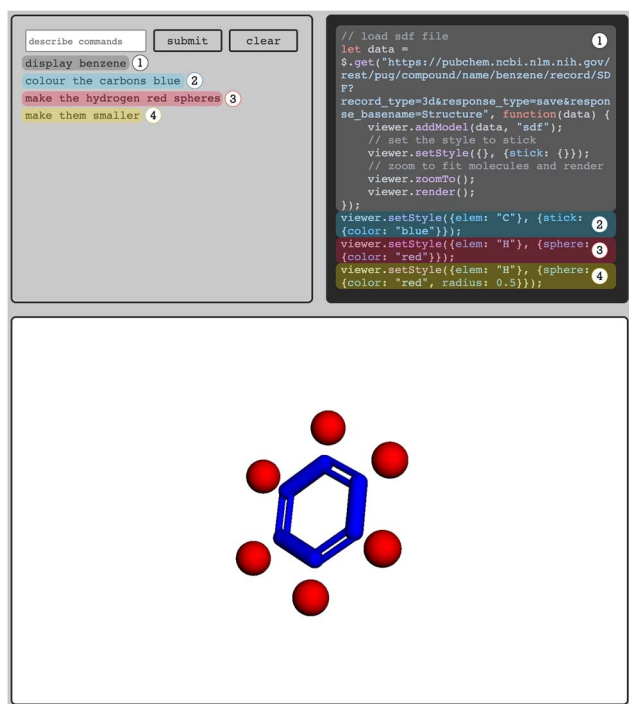 describe commands submit clear
display benzene 1
colour the carbons blue 2
make the hydrogen red spheres 3
make them smaller 4
// load sdf file 1
let data =
$.get("https://pubchem.ncbi.nlm.nih.gov/
rest/pug/compound/name/benzene/record/SD
F?
record_type=3d&response_type=save&respon
se_basename=Structure", function(data) {
viewer.addModel(data, "sdf");
// set the style to stick
viewer.setStyle({}, {stick: {}});
// zoom to fit molecules and render
viewer.zoomTo();
viewer.render();
});
viewer.setStyle({elem: "C"}, {stick:
{color: "blue"}}); 2
viewer.setStyle({elem: "H"}, {sphere:
{color: "red"}}); 3
viewer.setStyle({elem: "H"}, {sphere: 4
{color: "red", radius: 0.5}});